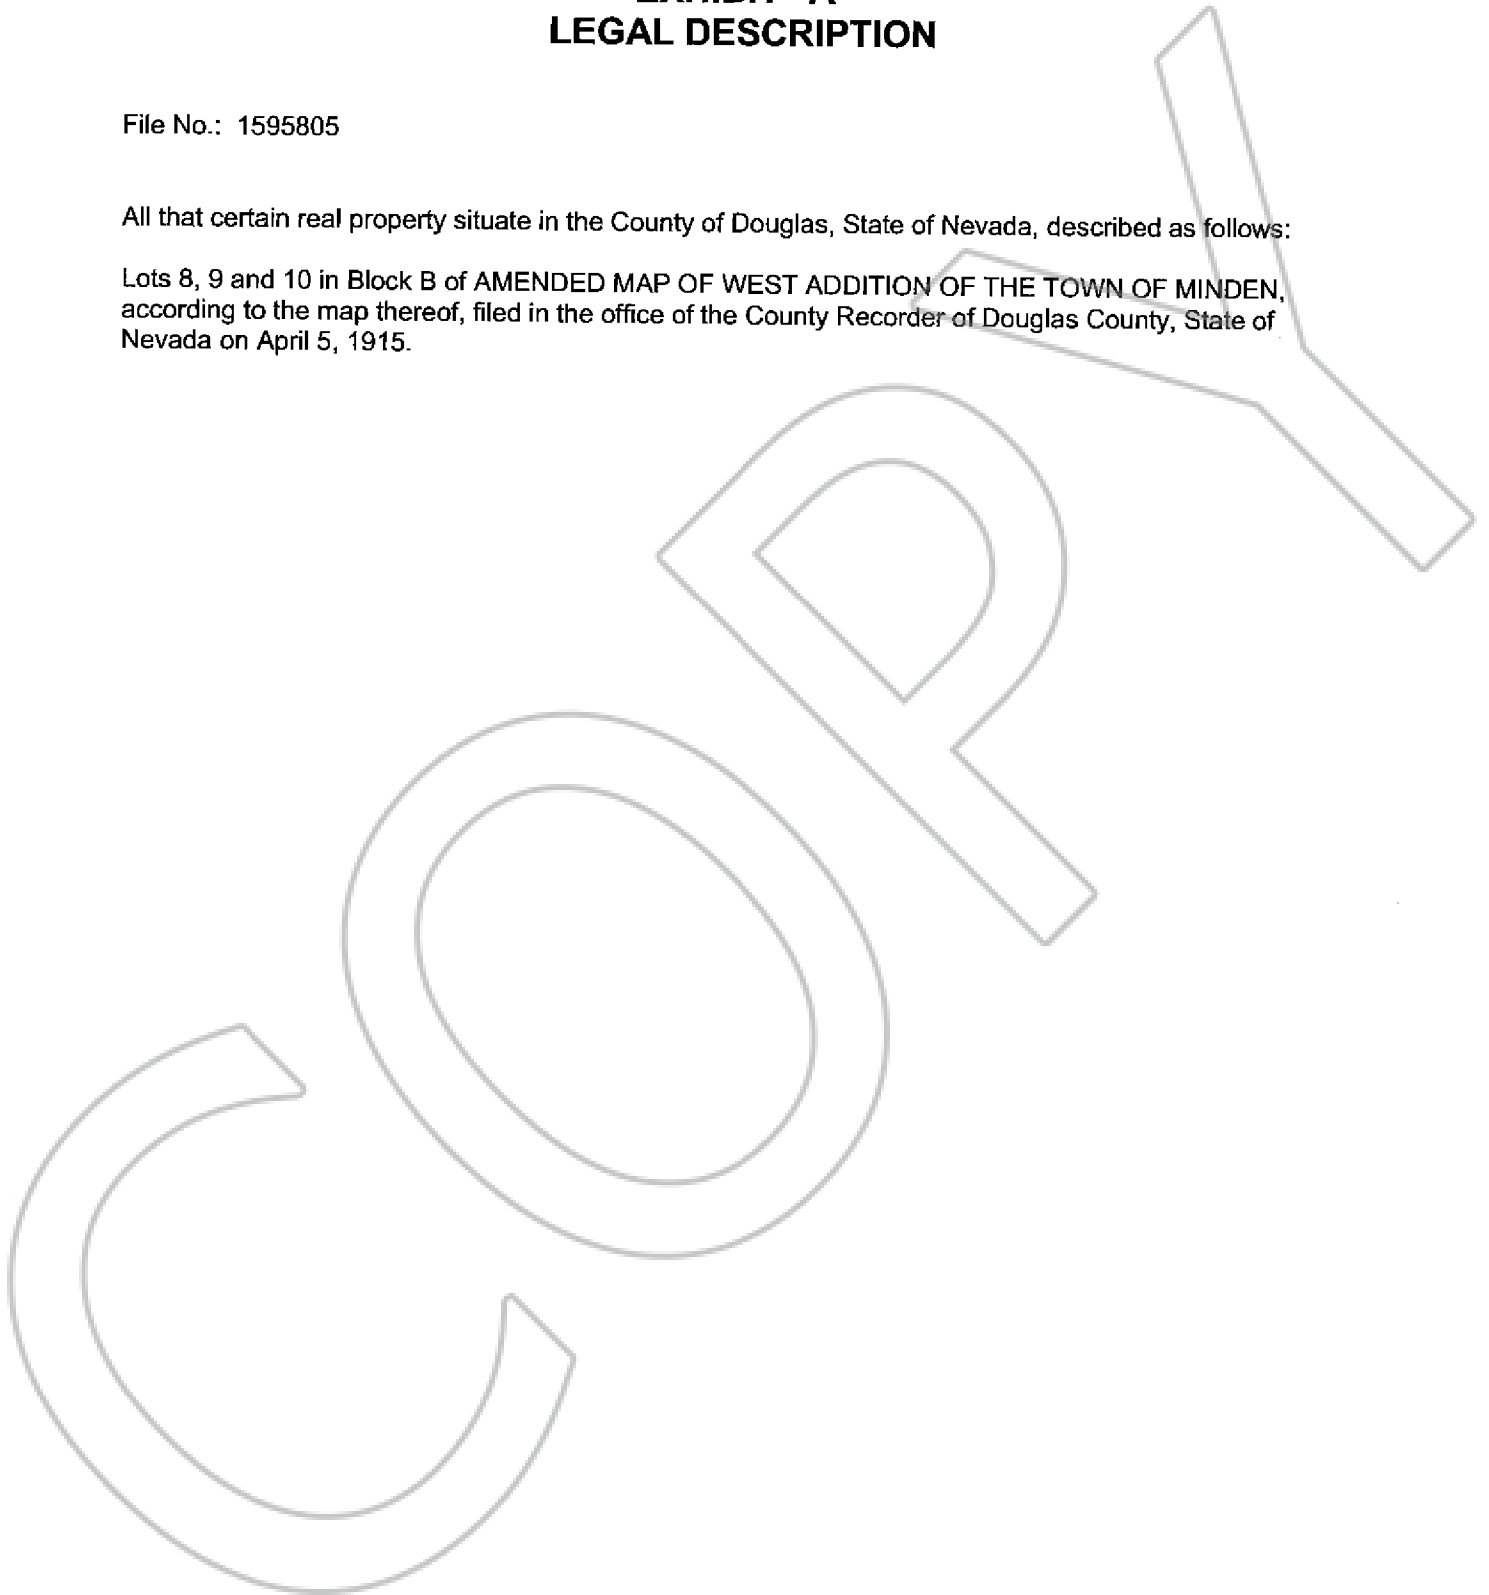 EXHIBIT "A"
LEGAL DESCRIPTION
File No.: 1595805
All that certain real property situate in the County of Douglas, State of Nevada, described as follows:
Lots 8, 9 and 10 in Block B of AMENDED MAP OF WEST ADDITION OF THE TOWN OF MINDEN,
according to the map thereof, filed in the office of the County Recorder of Douglas County, State of
Nevada on April 5, 1915.
COPY